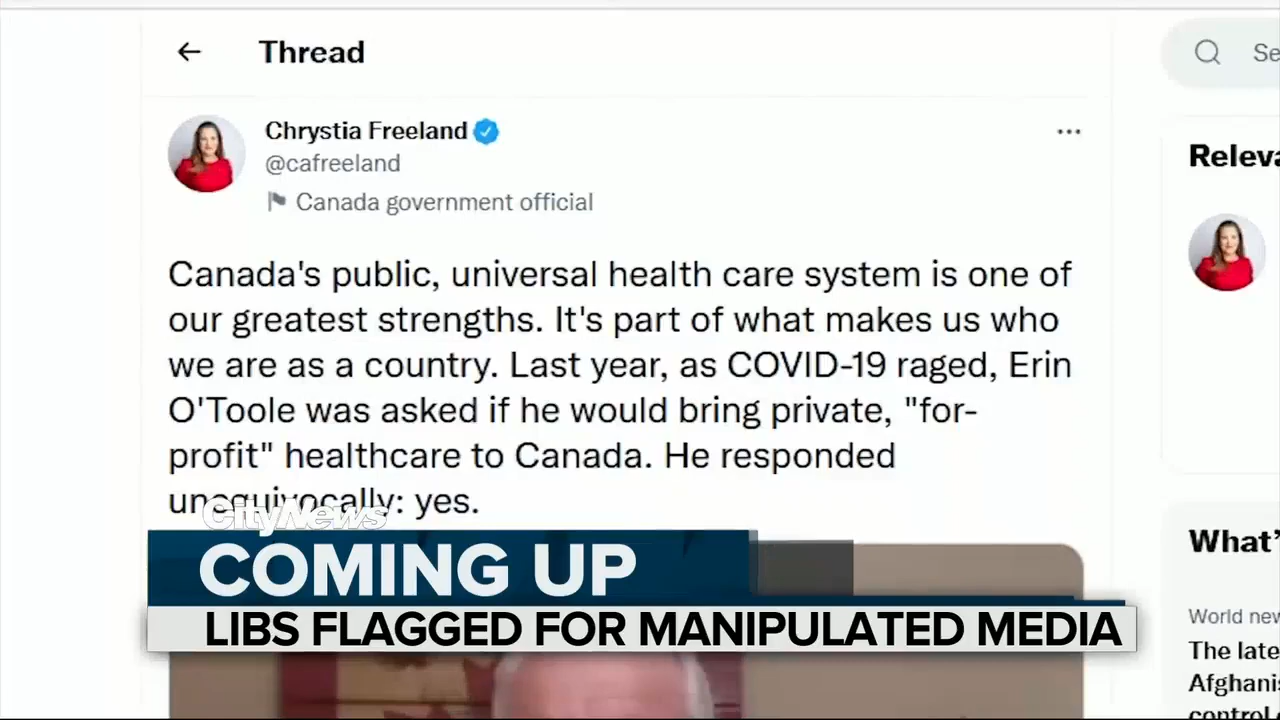 Thread
Chrystia Freeland
@cafreeland
Canada government official
Canada's public, universal health care system is one of
our greatest strengths. It's part of what makes us who
we are as a country. Last year, as COVID-19 raged, Erin
O'Toole was asked if he would bring private, "for-
profit" healthcare to Canada. He responded
unequivocally: yes.
CityNews
COMING UP
LIBS FLAGGED FOR MANIPULATED MEDIA
Se
Releva
What'
World new
The late
Afghanis
control